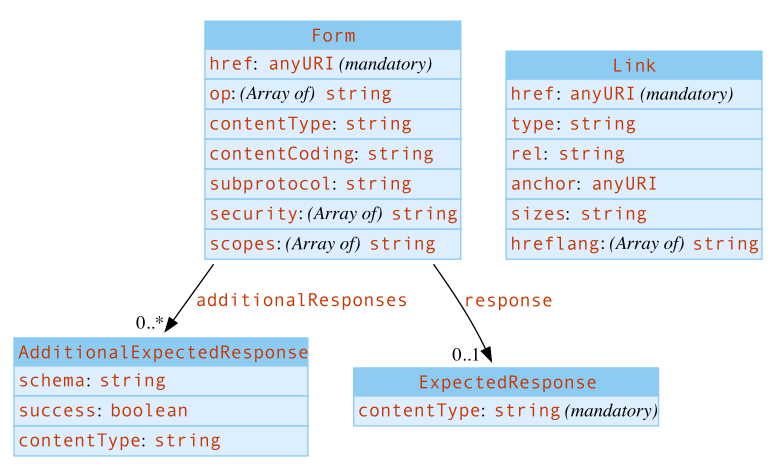 Form
href: anyURI (mandatory)
op: (Array of) string
contentType: string
contentCoding: string
subprotocol: string
security: (Array of) string
scopes: (Array of) string
Link
href: anyURI (mandatory)
type: string
rel: string
anchor: anyURI
sizes: string
hreflang: (Array of) string
additionalResponses
response
0..*
0..1
AdditionalExpectedResponse
schema: string
success: boolean
contentType: string
ExpectedResponse
contentType: string (mandatory)